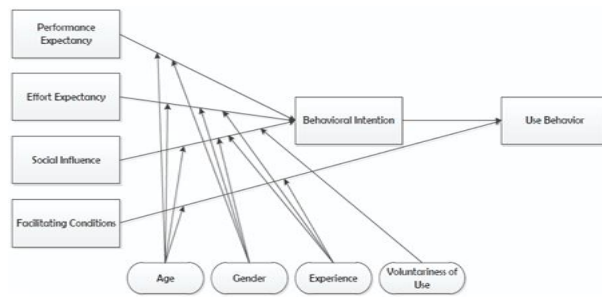 Performance
Expectancy
Effort Expectancy
Behavioral Intention
Use Behavior
Social Influence
Facilitating Conditions
Age
Gender
Experience
Voluntariness of
Use